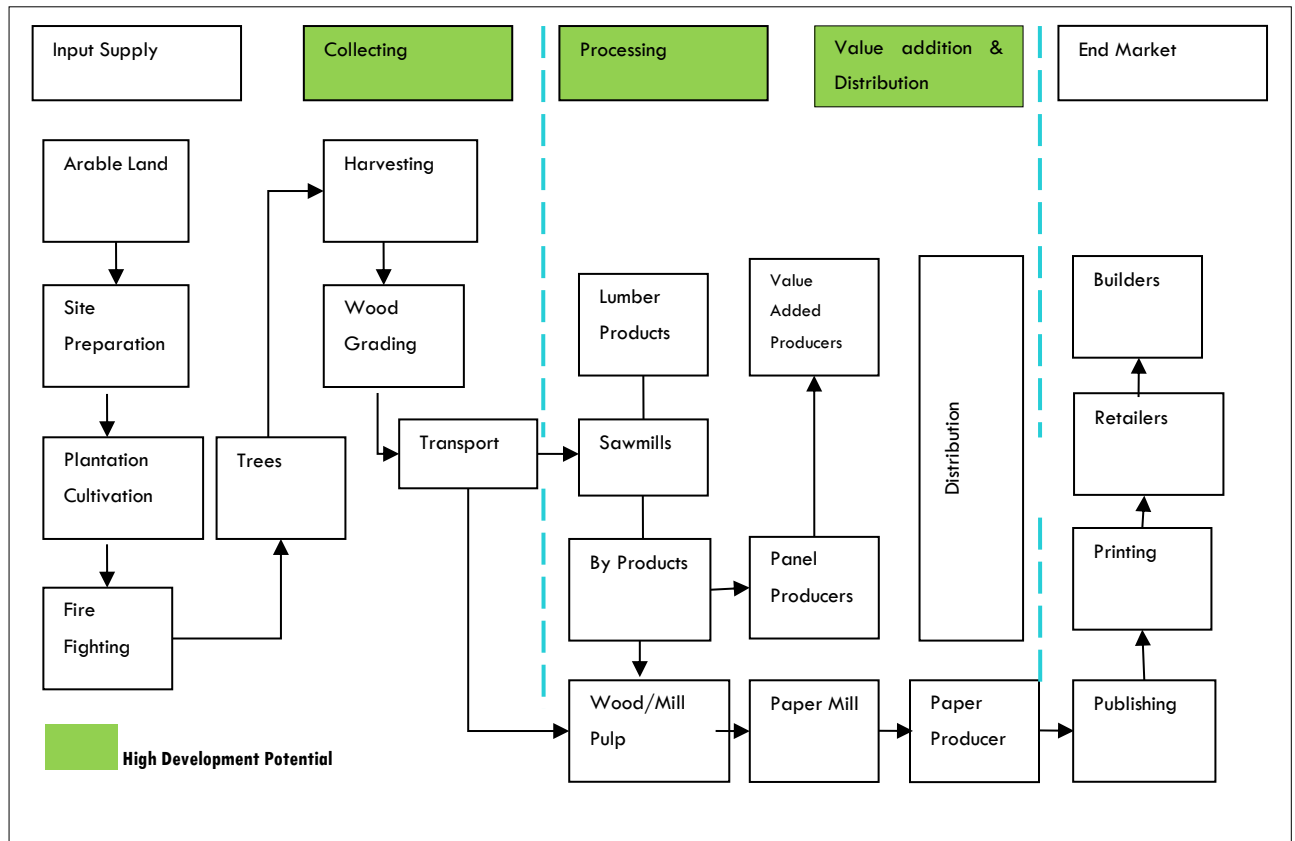 Input Supply
Collecting
Processing
Value addition &
Distribution
End Market
Arable Land
Site
Preparation
Plantation
Cultivation
Fire
Fighting
Trees
Harvesting
Wood
Grading
Transport
Lumber
Products
Sawmills
By Products
Wood/Mill
Pulp
Value
Added
Producers
Panel
Producers
Paper Mill
Distribution
Paper
Producer
Builders
Retailers
Printing
Publishing
High Development Potential